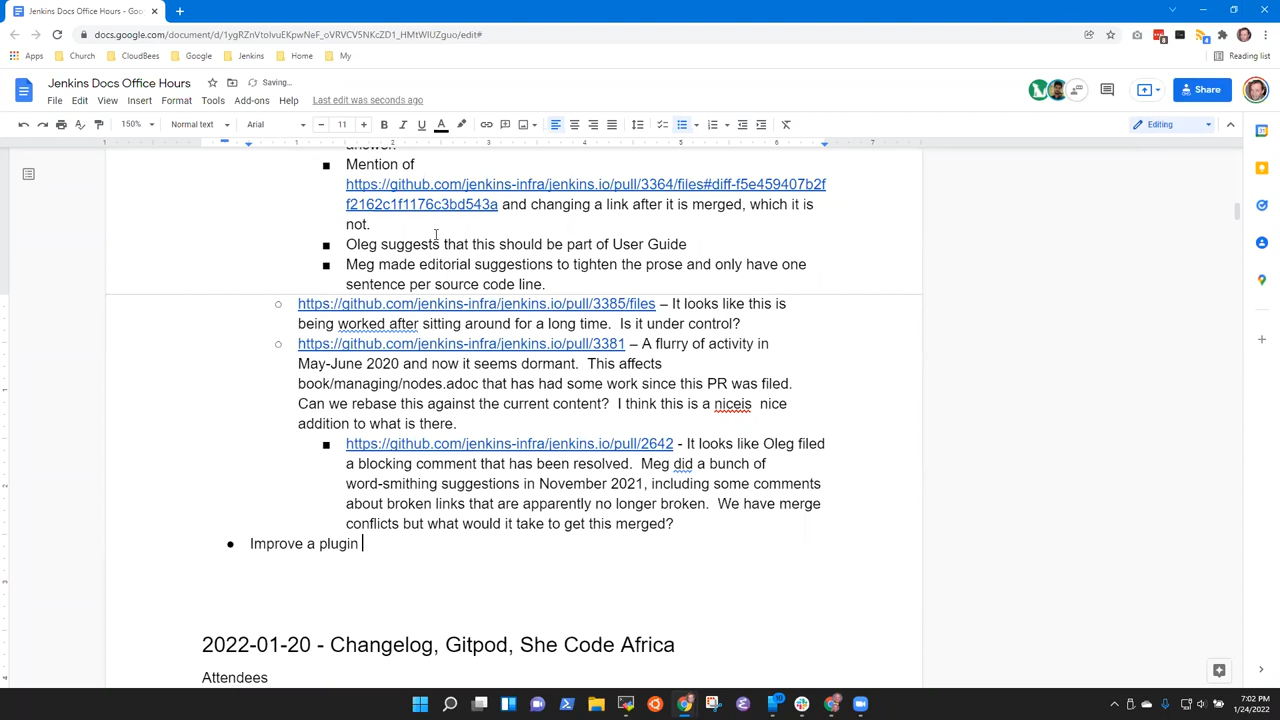 Jenkins Docs Office Hours - Goo
docs.google.com/document/d/1ygRZnVtoIvuEKpwNeF_oVRVCV5NKcZD1_HMtWIUZguo/edit#
Apps Church CloudBees Google Jenkins Home My Reading list
Jenkins Docs Office Hours Saving...
File Edit View Insert Format Tools Add-ons Help Last edit was seconds ago
Share
150% Normal text Arial 11 Editing
1 2 3 4 5 6 7
answer.
■ Mention of
https://github.com/jenkins-infra/jenkins.io/pull/3364/files#diff-f5e459407b2f
f2162c1f1176c3bd543a and changing a link after it is merged, which it is
not.
■ Oleg suggests that this should be part of User Guide
■ Meg made editorial suggestions to tighten the prose and only have one
sentence per source code line.
○ https://github.com/jenkins-infra/jenkins.io/pull/3385/files – It looks like this is
being worked after sitting around for a long time.  Is it under control?
○ https://github.com/jenkins-infra/jenkins.io/pull/3381 – A flurry of activity in
May-June 2020 and now it seems dormant.  This affects
book/managing/nodes.adoc that has had some work since this PR was filed.
Can we rebase this against the current content?  I think this is a niceis  nice
addition to what is there.
■ https://github.com/jenkins-infra/jenkins.io/pull/2642 - It looks like Oleg filed
a blocking comment that has been resolved.  Meg did a bunch of
word-smithing suggestions in November 2021, including some comments
about broken links that are apparently no longer broken.  We have merge
conflicts but what would it take to get this merged?
● Improve a plugin
2022-01-20 - Changelog, Gitpod, She Code Africa
Attendees
7:02 PM
1/24/2022